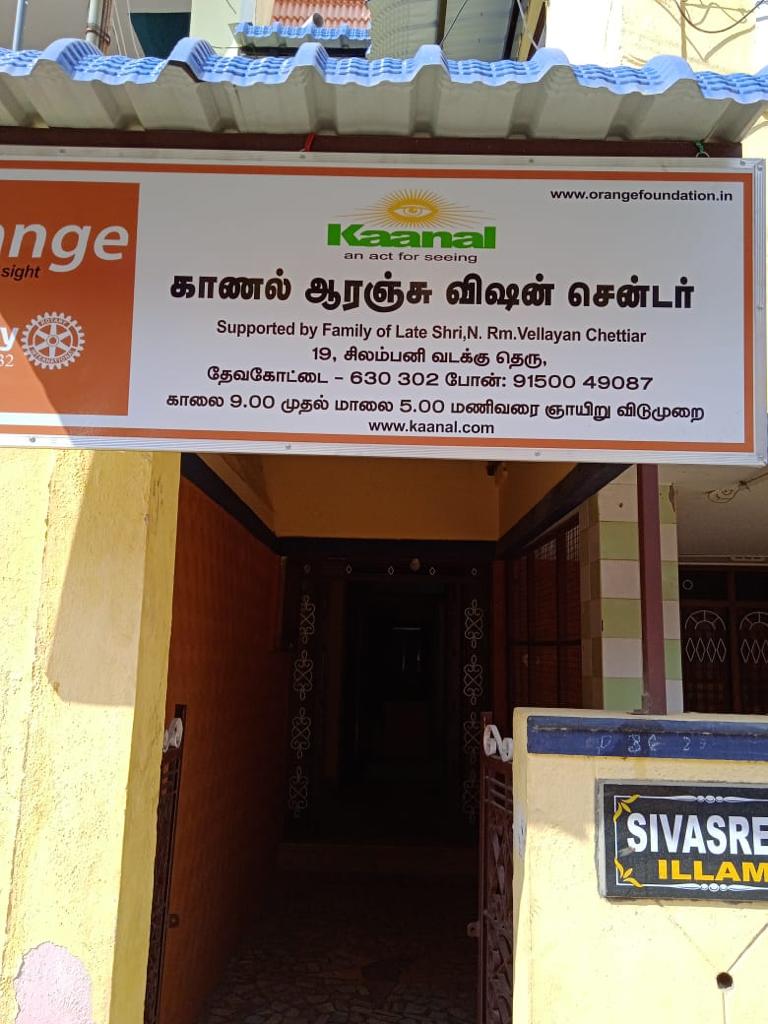 www.orangefoundation.in
Kaanal
an act for seeing
sight
ROTARY
INTERNATIONAL
காணல் ஆரஞ்சு விஷன் சென்டர்
Supported by Family of Late Shri,N. Rm.Vellayan Chettiar
19, சிலம்பனி வடக்கு தெரு,
தேவகோட்டை - 630 302 போன்: 91500 49087
காலை 9.00 முதல் மாலை 5.00 மணிவரை ஞாயிறு விடுமுறை
www.kaanal.com
ILLAM